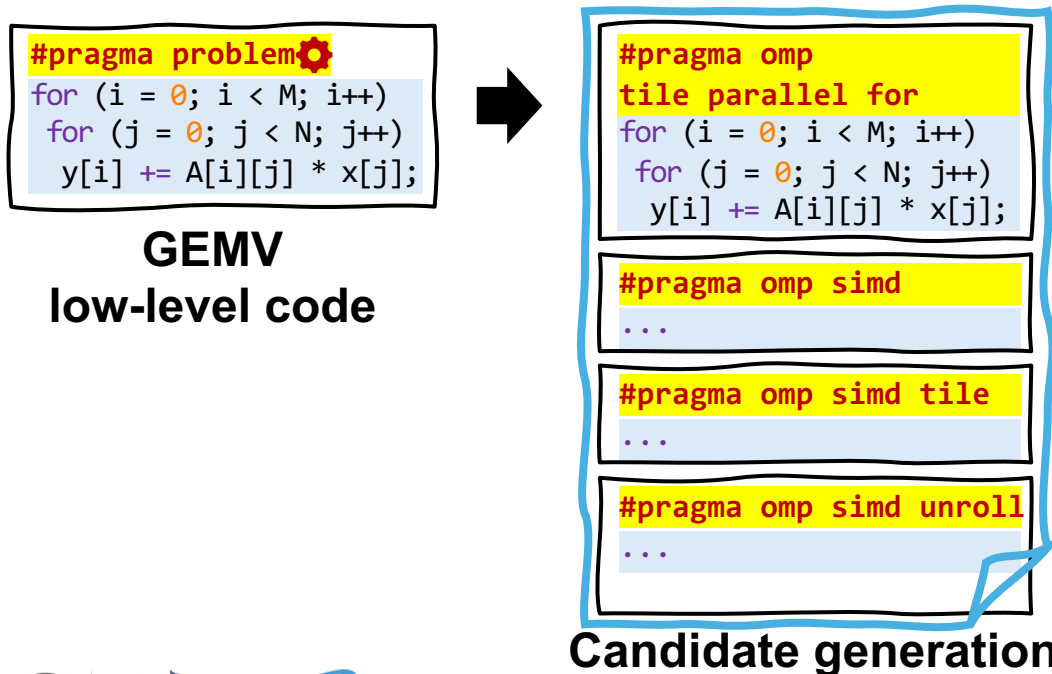 #pragma problem
for (i = 0; i < M; i++)
for (j = 0; j < N; j++)
y[i] += A[i][j] * x[j];
GEMV
low-level code
#pragma omp
tile parallel for
for (i = 0; i < M; i++)
for (j = 0; j < N; j++)
y[i] += A[i][j] * x[j];
#pragma omp simd
...
#pragma omp simd tile
...
#pragma omp simd unroll
...
Candidate generation